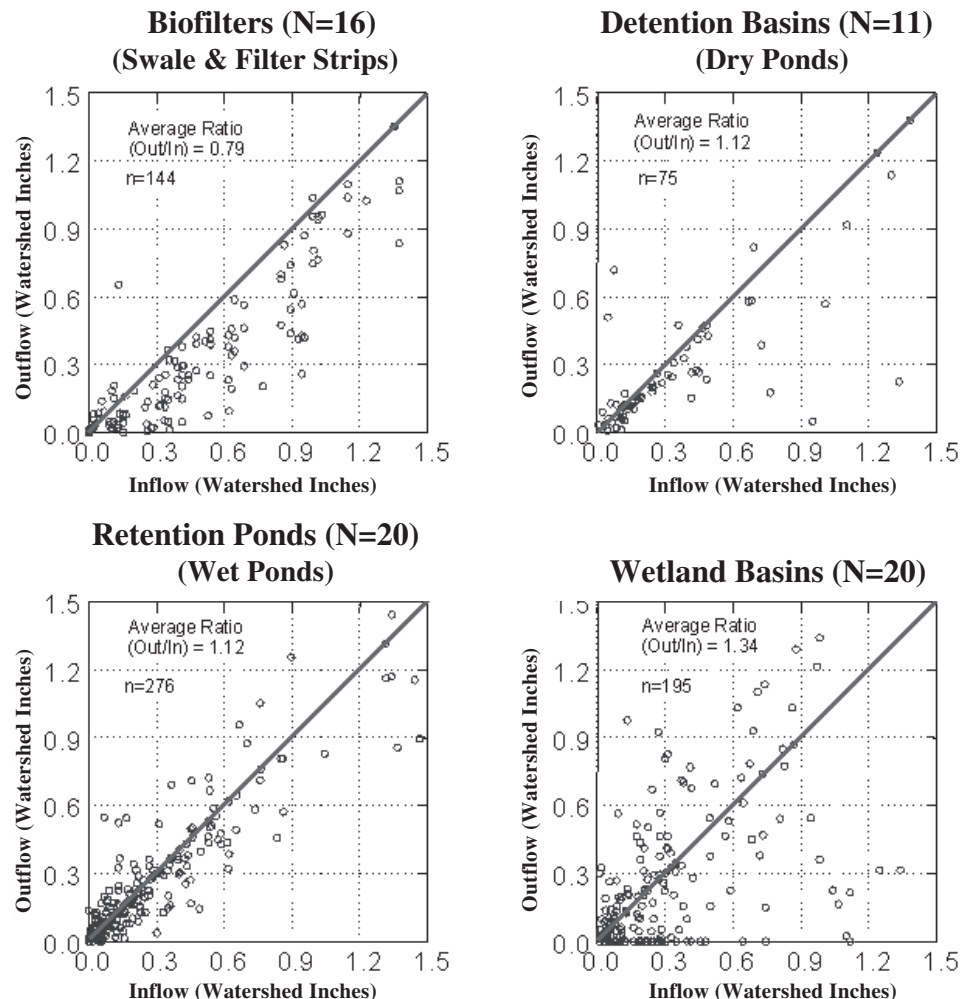 Biofilters (N=16)
(Swale & Filter Strips)
1.5
1.2
0.9
0.6
0.3
0.0
Outflow (Watershed Inches)
Average Ratio
(Out/In) = 0.79
n=144
0.0 0.3 0.6 0.9 1.2 1.5
Inflow (Watershed Inches)
Detention Basins (N=11)
(Dry Ponds)
1.5
1.2
0.9
0.6
0.3
0.0
Outflow (Watershed Inches)
Average Ratio
(Out/In) = 1.12
n=75
0.0 0.3 0.6 0.9 1.2 1.5
Inflow (Watershed Inches)
Retention Ponds (N=20)
(Wet Ponds)
1.5
1.2
0.9
0.6
0.3
0.0
Outflow (Watershed Inches)
Average Ratio
(Out/In) = 1.12
n=276
0.0 0.3 0.6 0.9 1.2 1.5
Inflow (Watershed Inches)
Wetland Basins (N=20)
1.5
1.2
0.9
0.6
0.3
0.0
Outflow (Watershed Inches)
Average Ratio
(Out/In) = 1.34
n=195
0.0 0.3 0.6 0.9 1.2 1.5
Inflow (Watershed Inches)